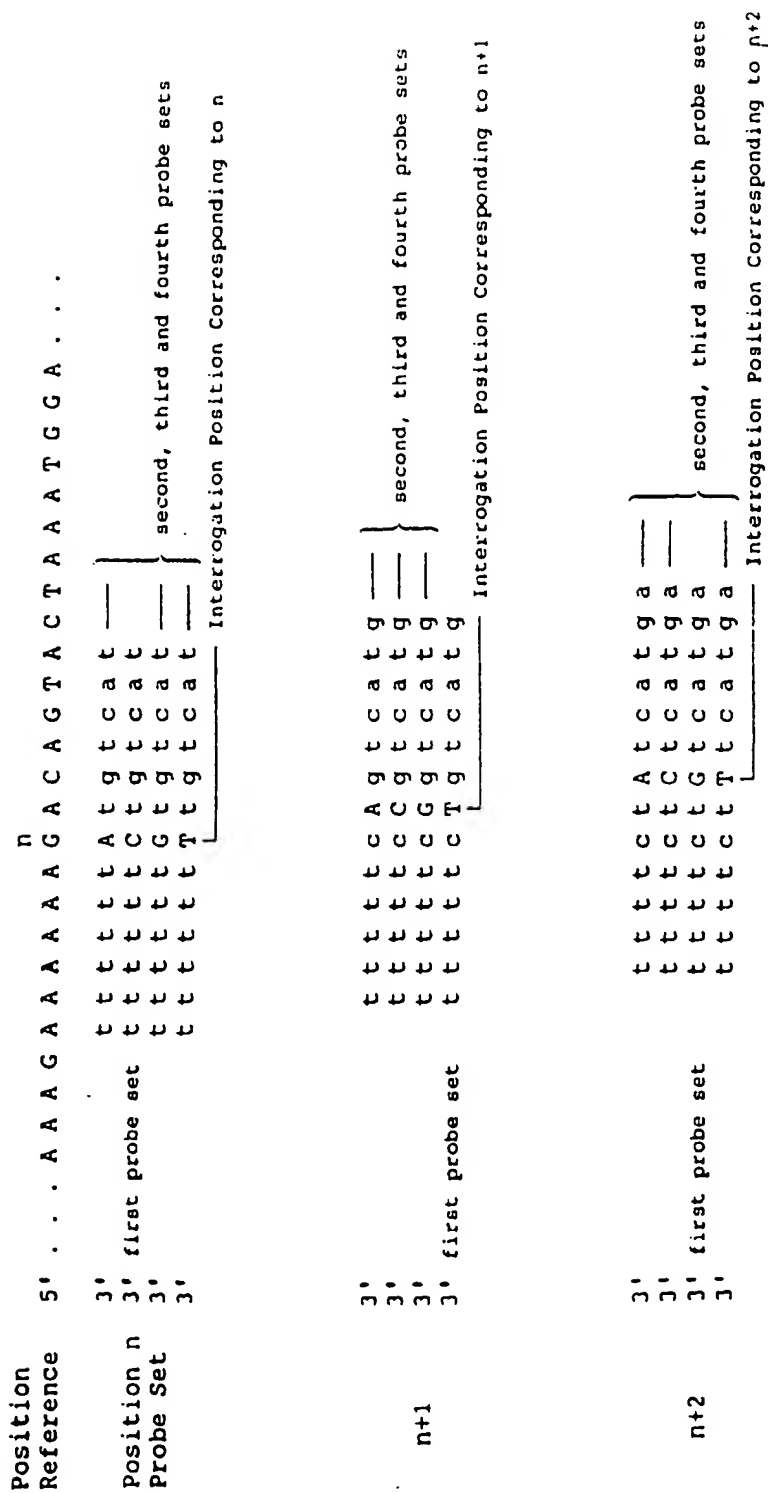 Position n
Reference 5' . . . A A A G A A A A A A G A C A G T A C T A A A T G G A . . . .
Position n 3' t t t t t t A t g t c a t —
Probe Set 3' first probe set t t t t t t C t g t c a t
3' t t t t t t G t g t c a t — second, third and fourth probe sets
3' t t t t t t T t g t c a t —
Interrogation Position Corresponding to n
3' t t t t t c A g t c a t g —
3' t t t t t c C g t c a t g — second, third and fourth probe sets
n+1 3' t t t t t c G g t c a t g —
3' first probe set t t t t t c T g t c a t g
Interrogation Position Corresponding to n+1
3' t t t t c t A t c a t g a —
3' t t t t c t C t c a t g a —
n+2 3' first probe set t t t t c t G t c a t g a second, third and fourth probe sets
3' t t t t c t T t c a t g a —
Interrogation Position Corresponding to n+2